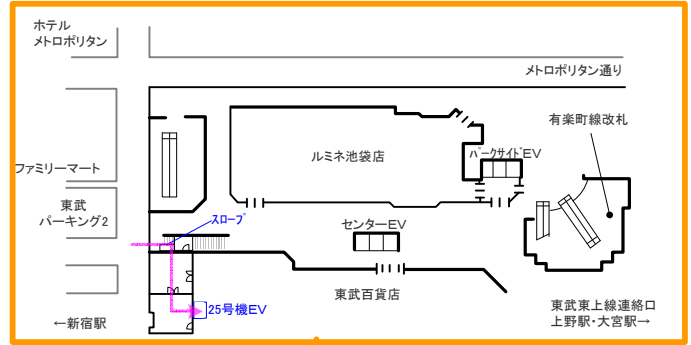 ホテル
メトロポリタン
メトロポリタン通り
有楽町線改札
ルミネ池袋店
パークサイドEV
ファミリーマート
東武
パーキング2
スロープ
センターEV
東武百貨店
25号機EV
←新宿駅
東武東上線連絡口
上野駅・大宮駅→